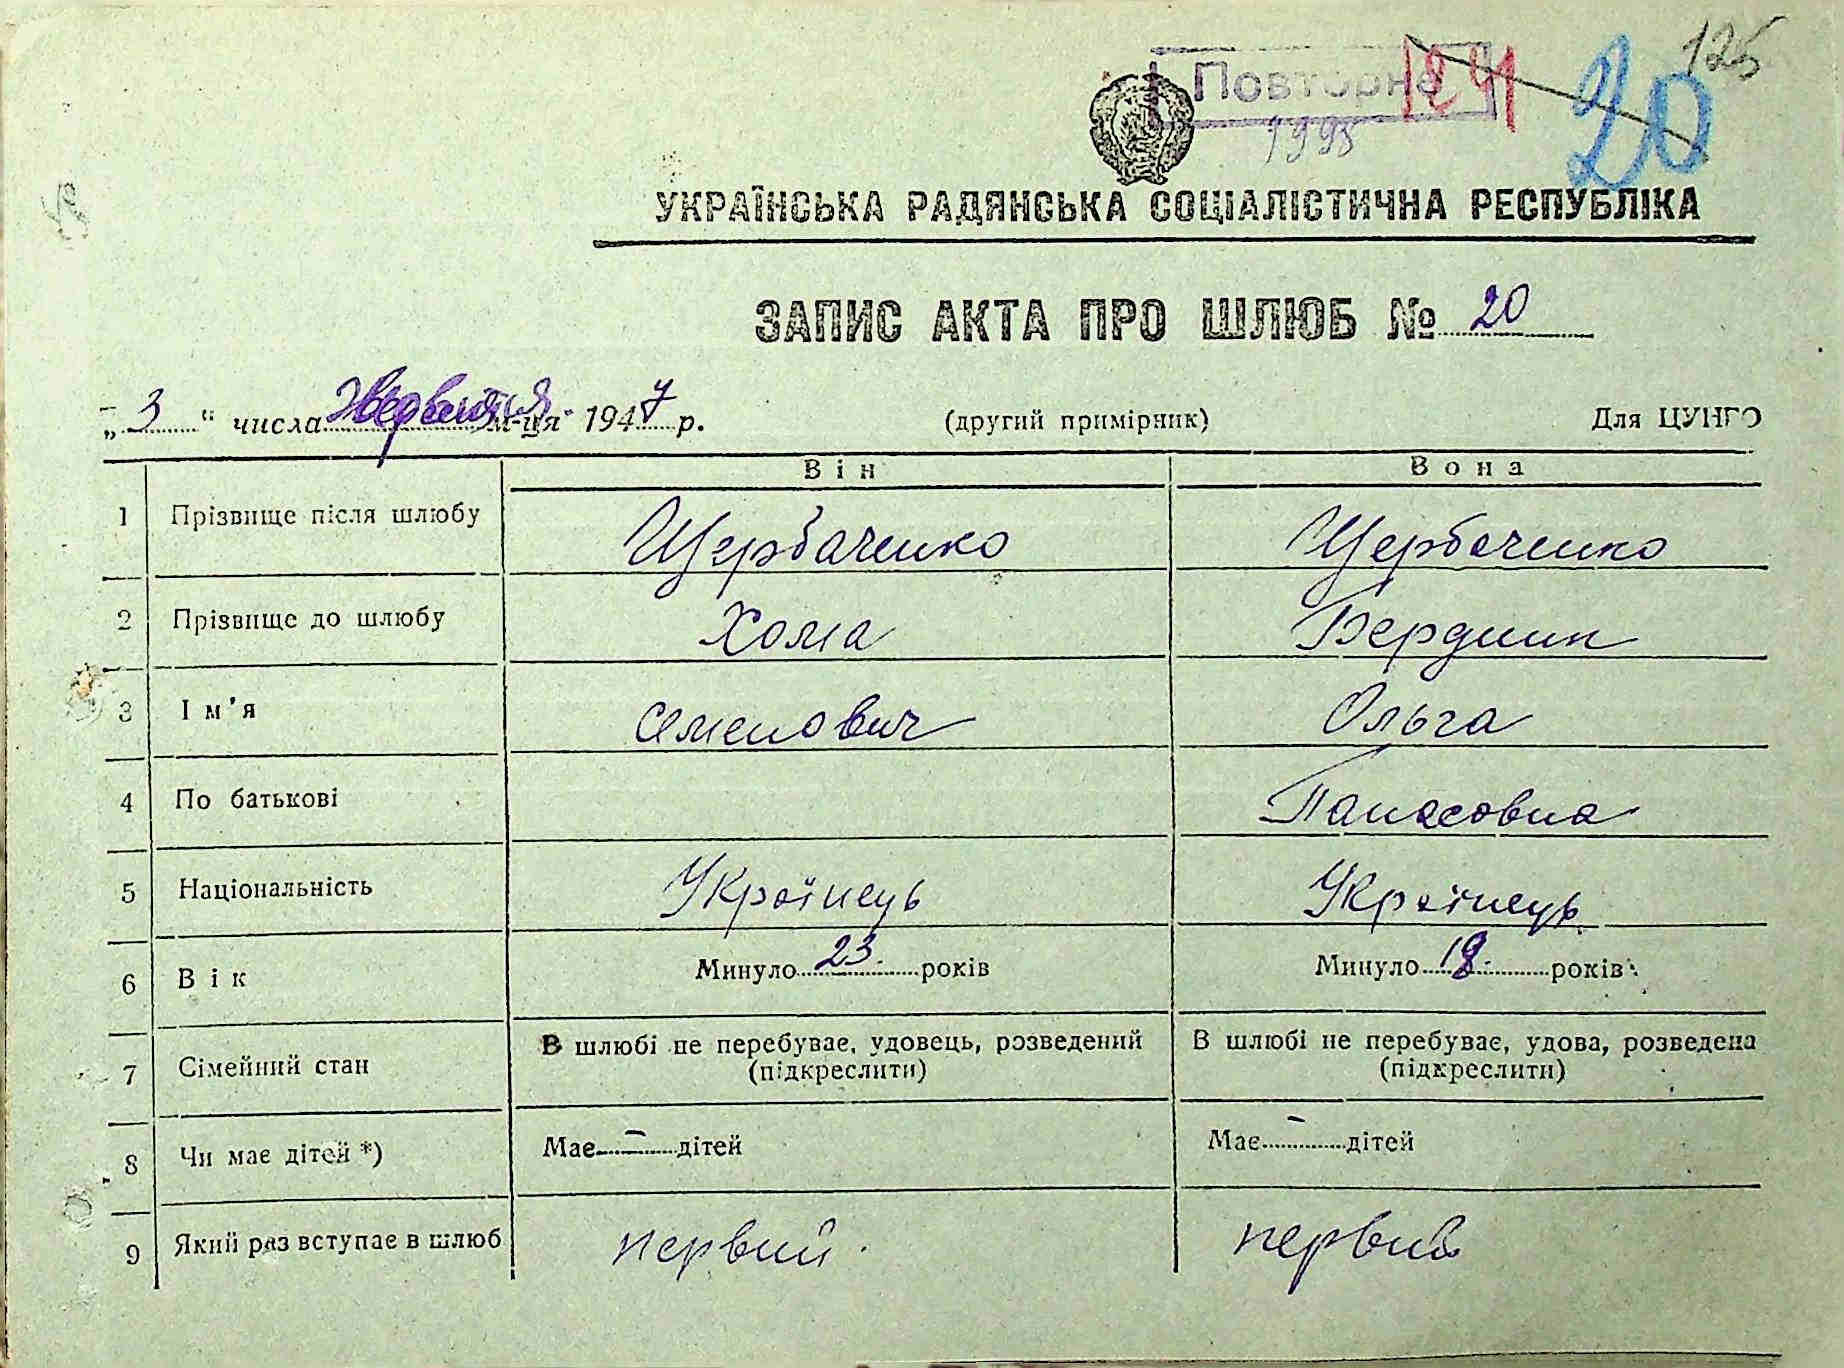 125
Повторне 121 20
1995
УКРАЇНСЬКА РАДЯНСЬКА СОЦІАЛІСТИЧНА РЕСПУБЛІКА
ЗАПИС АКТА ПРО ШЛЮБ № 20
„ 3 “ числа м-ця 1947 р. (другий примірник) Для ЦУНГО
Він Вона
1 Прізвище після шлюбу Щербаченко Щербаченко
2 Прізвище до шлюбу Хома Бердник
3 Ім'я Семенович Ольга
4 По батькові Панасовна
5 Національність Українець Українець
6 Вік Минуло 23 років Минуло 18 років
7 Сімейний стан В шлюбі не перебуває, удовець, розведений В шлюбі не перебуває, удова, розведена
(підкреслити) (підкреслити)
8 Чи має дітей *) Має – дітей Має – дітей
9 Який раз вступає в шлюб первий первий